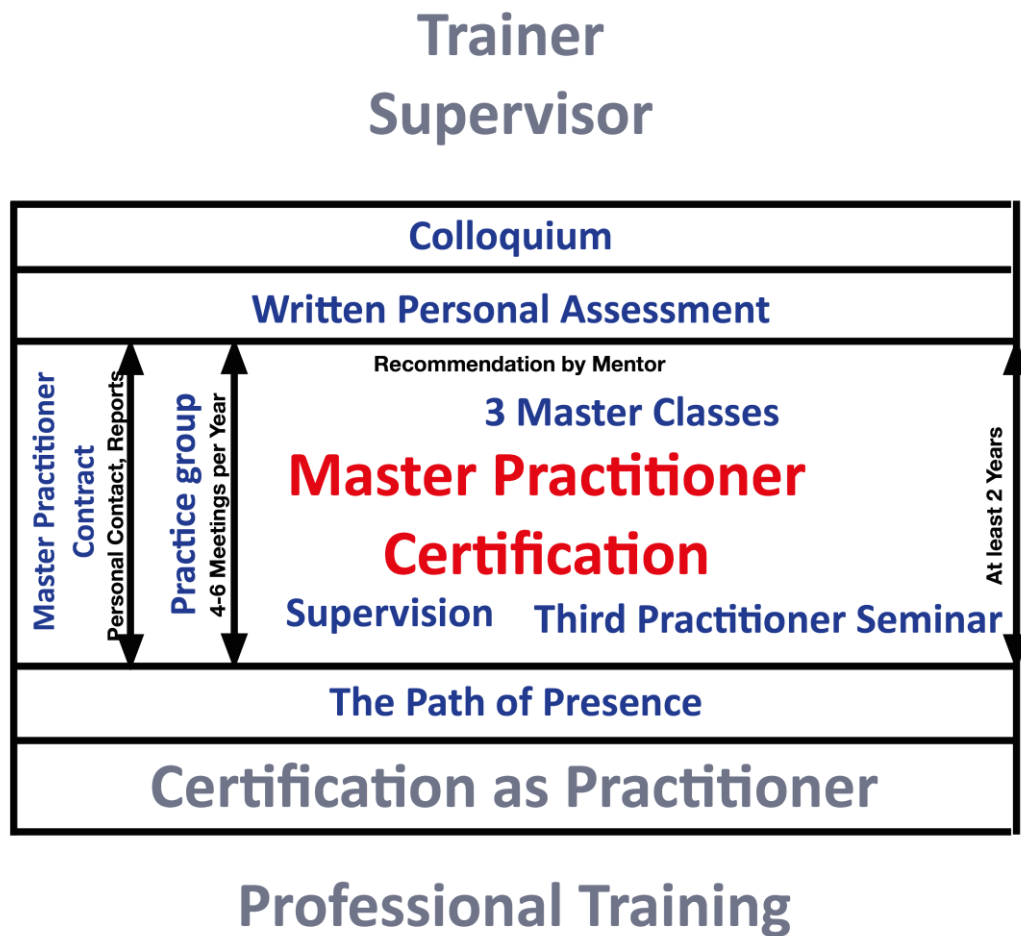 Trainer
Supervisor
Colloquium
Written Personal Assessment
Master Practitioner
Contract
Personal Contact, Reports
Practice group
4-6 Meetings per Year
Recommendation by Mentor
3 Master Classes
Master Practitioner
Certification
Supervision
Third Practitioner Seminar
At least 2 Years
The Path of Presence
Certification as Practitioner
Professional Training